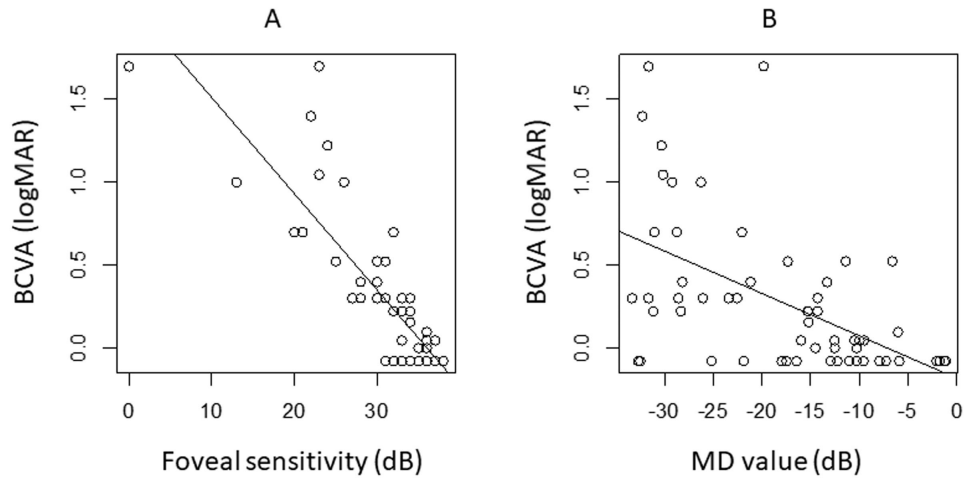 A
BCVA (logMAR)
1.5
1.0
0.5
0.0
0 10 20 30
Foveal sensitivity (dB)
B
BCVA (logMAR)
1.5
1.0
0.5
0.0
-30 -25 -20 -15 -10 -5 0
MD value (dB)